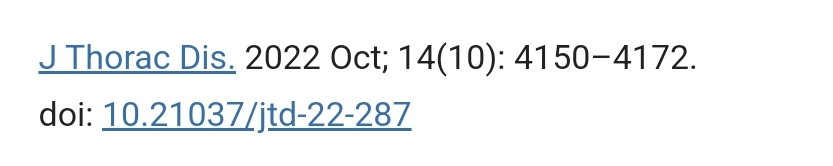 J Thorac Dis. 2022 Oct; 14(10): 4150–4172.
doi: 10.21037/jtd-22-287